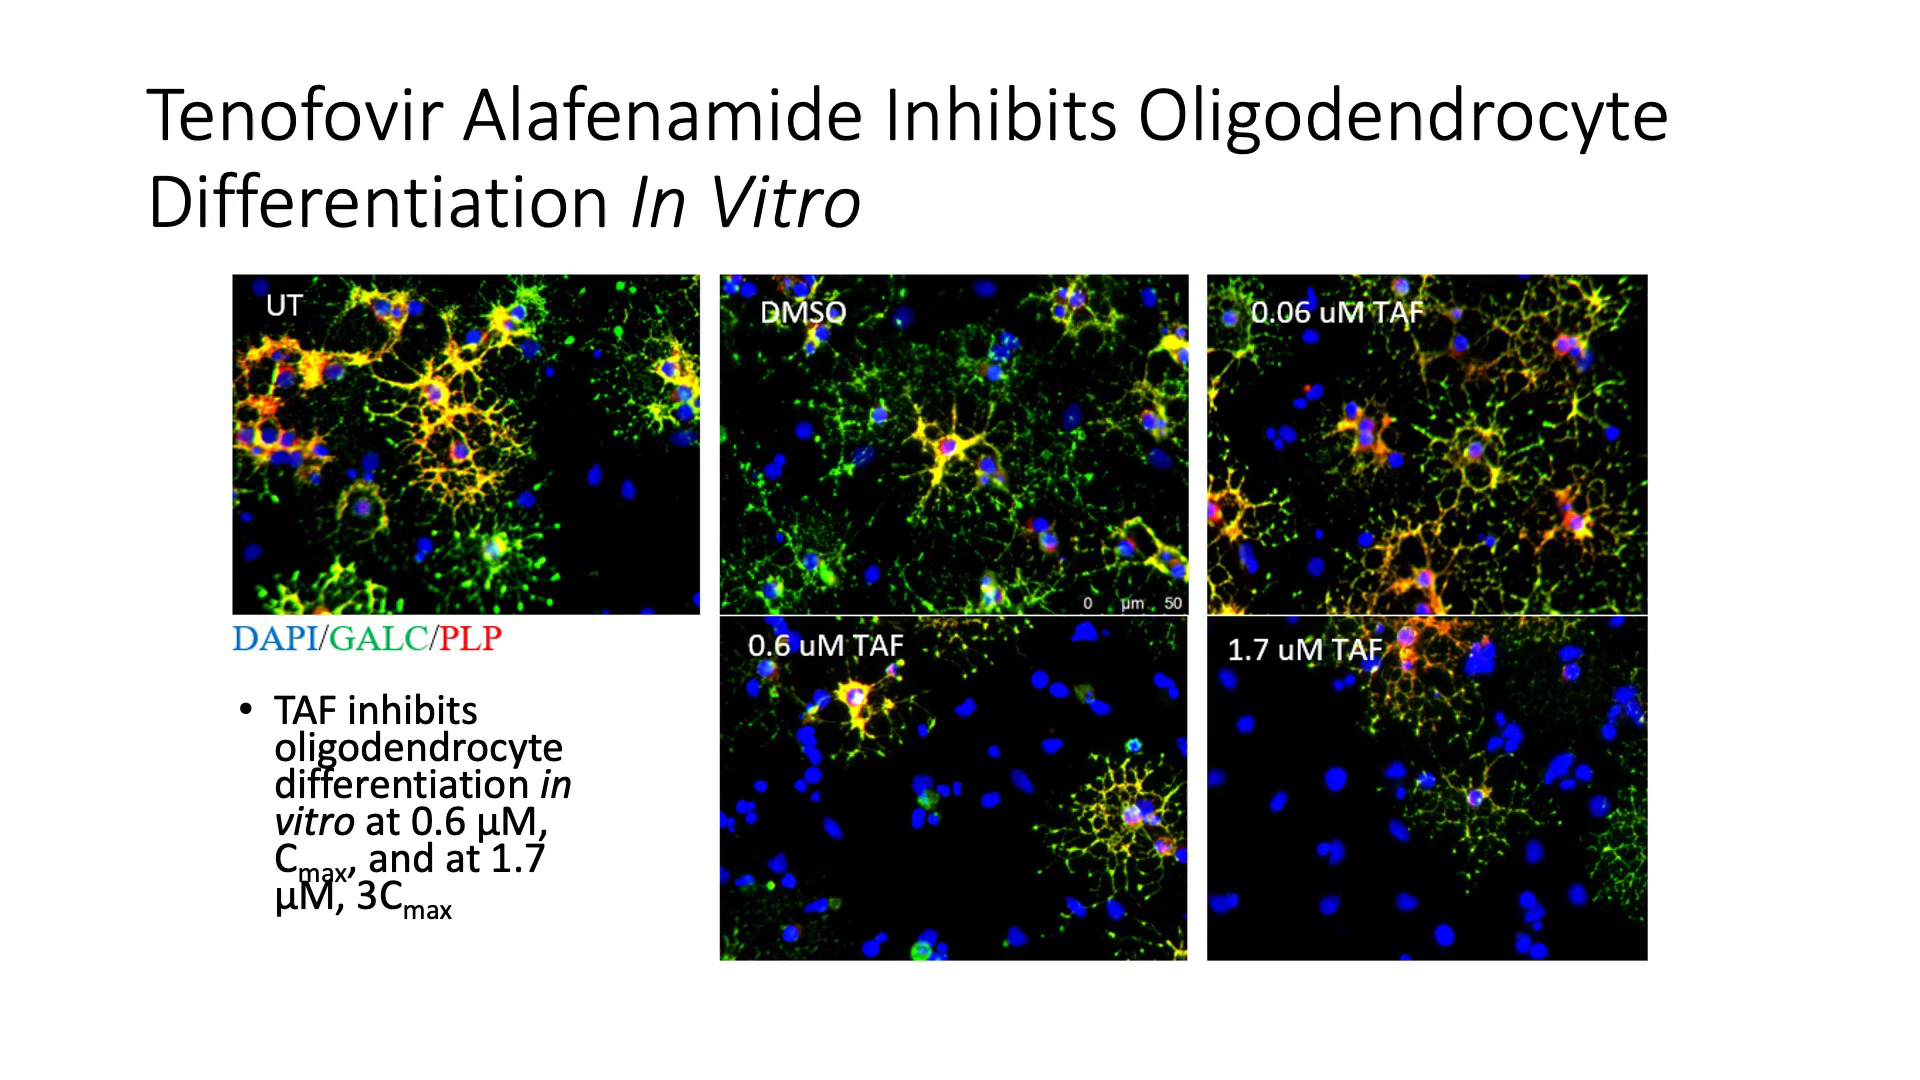 Tenofovir Alafenamide Inhibits Oligodendrocyte
Differentiation In Vitro
UT
DMSO
0.06 uM TAF
0 µm 50
DAPI/GALC/PLP
0.6 uM TAF
1.7 uM TAF
• TAF inhibits
oligodendrocyte
differentiation in
vitro at 0.6 µM,
Cmax, and at 1.7
µM, 3Cmax